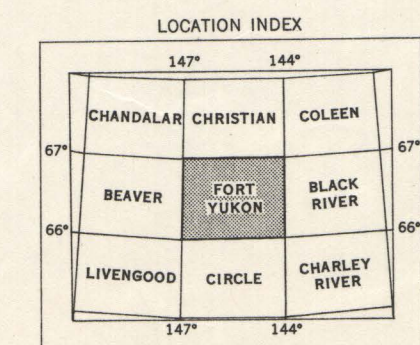 LOCATION INDEX
147° 144°
CHANDALAR CHRISTIAN COLEEN
67° 67°
BEAVER FORT YUKON BLACK RIVER
66° 66°
LIVENGOOD CIRCLE CHARLEY RIVER
147° 144°